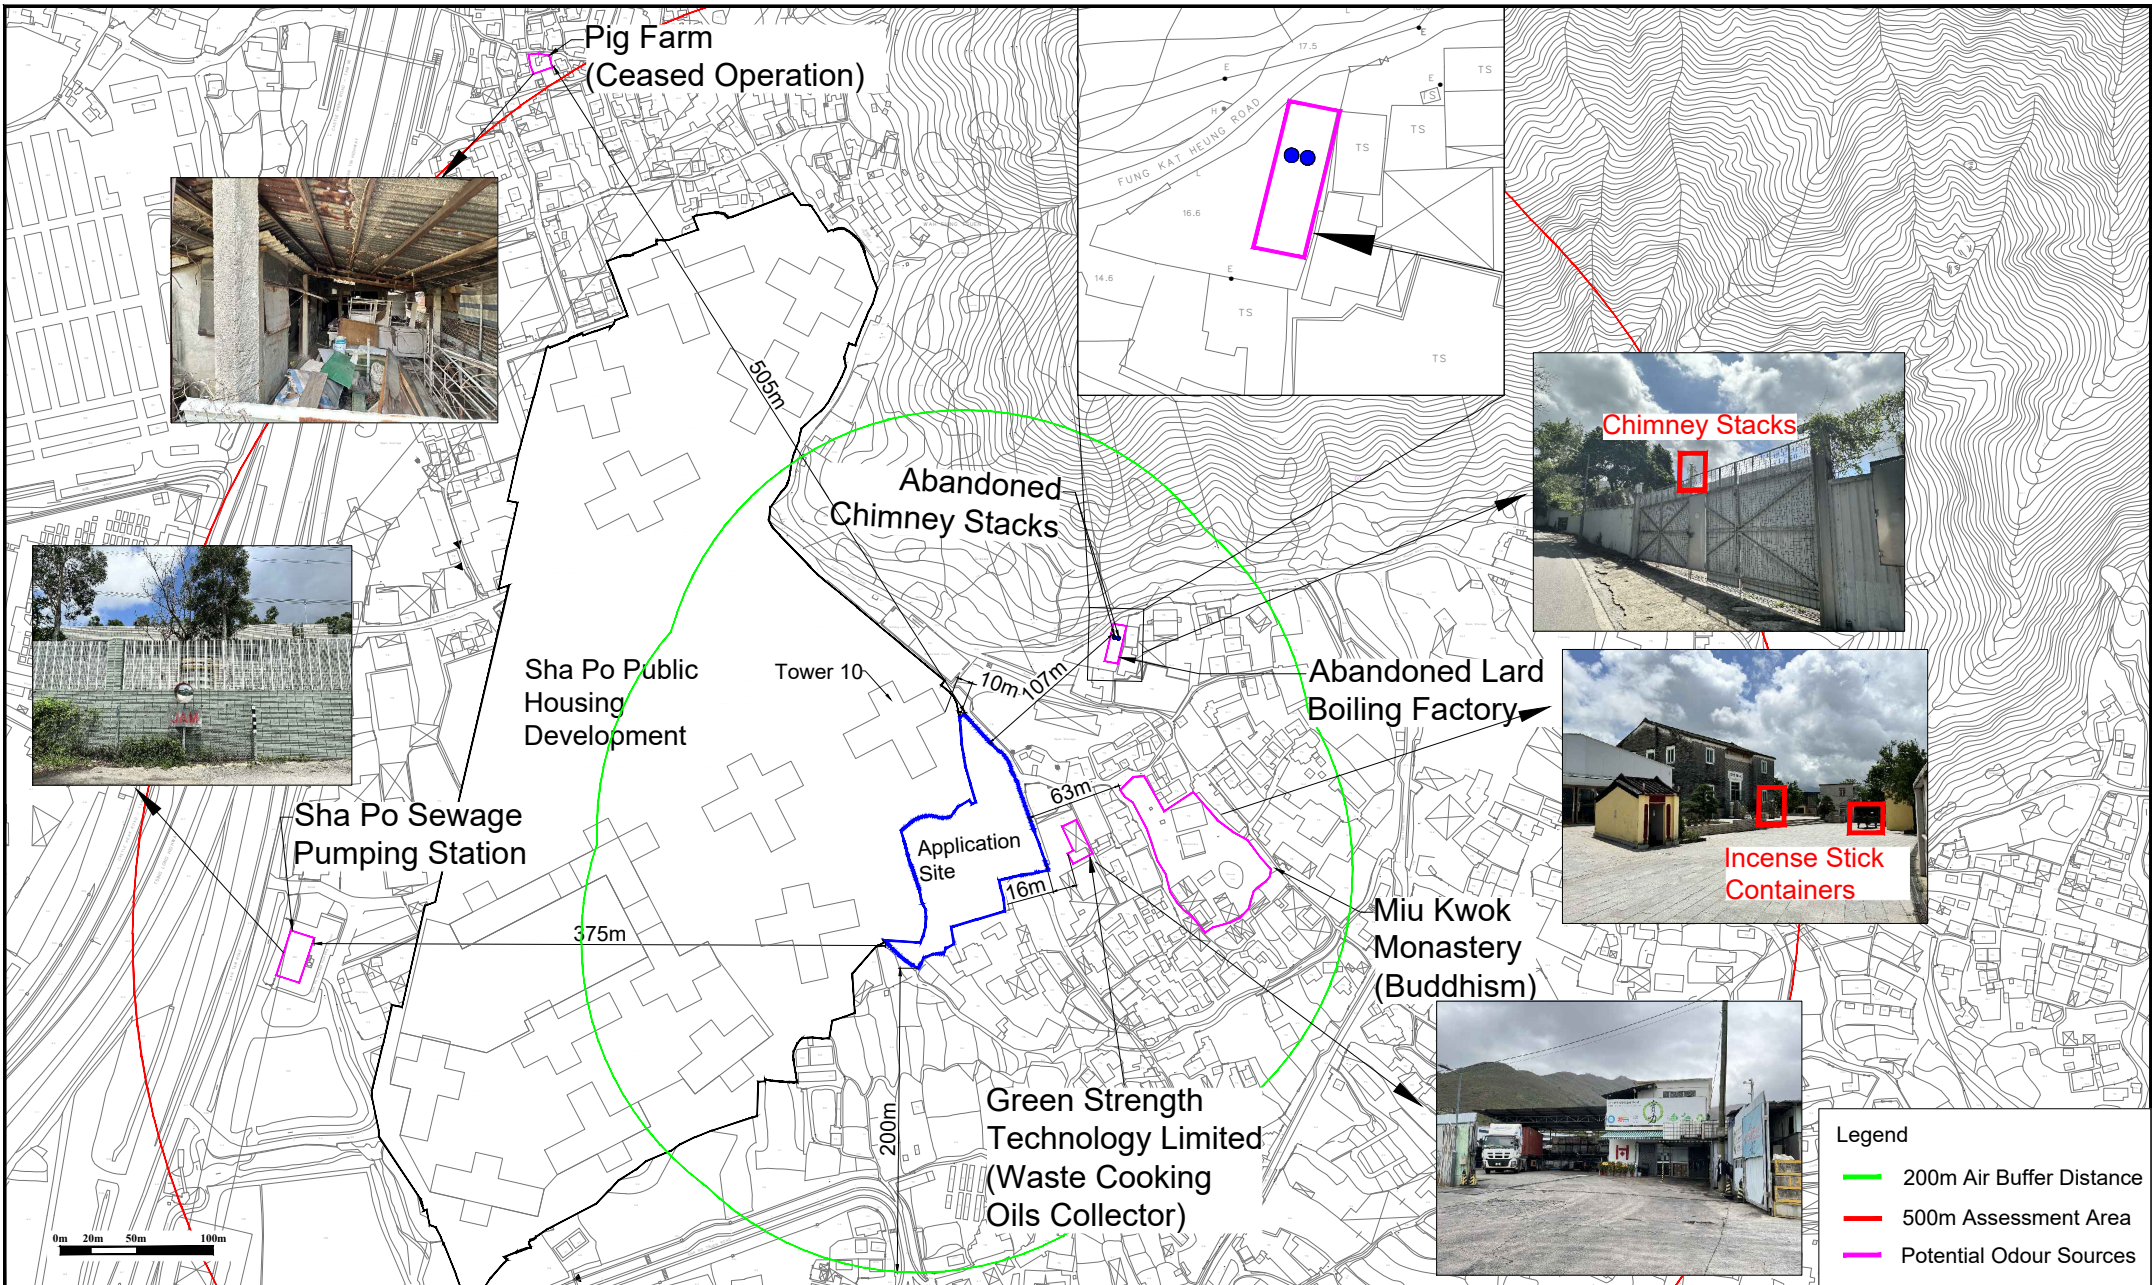 Pig Farm
(Ceased Operation)
17.5
E
E
TS
TS
H
LS
TS
FUNG KAT HEUNG ROAD
L
L
16.6
14.6
E
TS
TS
505m
Chimney Stacks
Abandoned
Chimney Stacks
Sha Po Public
Housing
Development
Tower 10
10m
107m
Abandoned Lard
Boiling Factory
JAM
63m
Sha Po Sewage
Pumping Station
Application
Site
16m
Incense Stick
Containers
375m
Miu Kwok
Monastery
(Buddhism)
Green Strength
Technology Limited
(Waste Cooking
Oils Collector)
200m
Legend
200m Air Buffer Distance
500m Assessment Area
Potential Odour Sources
0m 20m 50m 100m